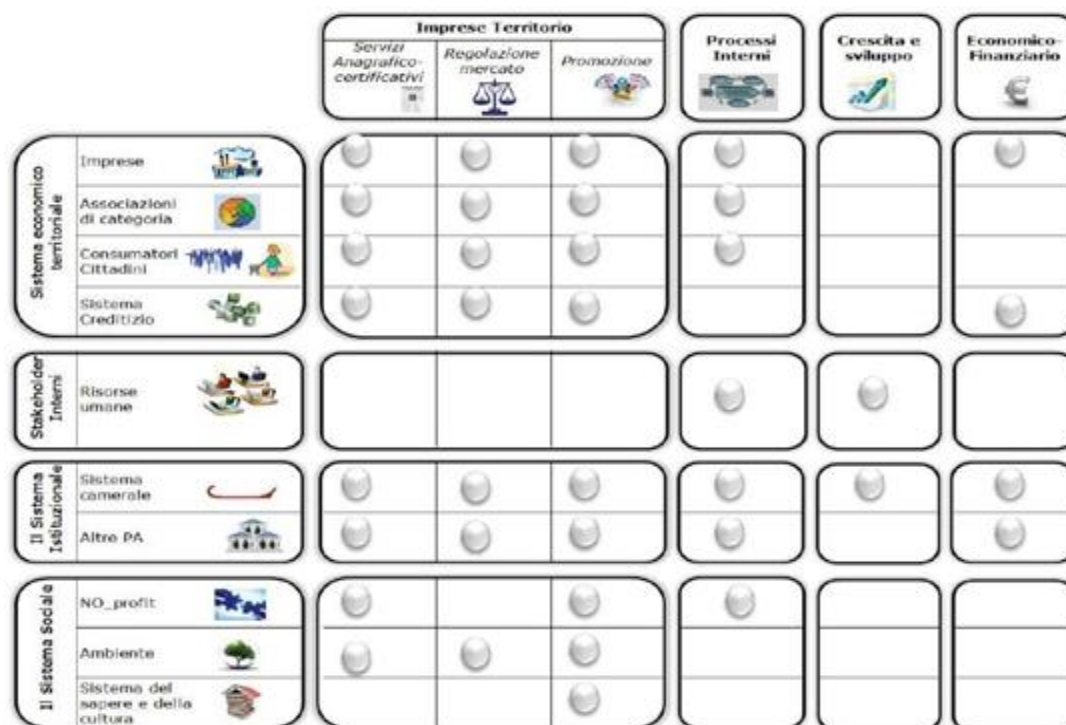 Imprese Territorio
Servizi
Anagrafico-
certificativi
Regolazione
mercato
Promozione
Processi
Interni
Crescita e
sviluppo
Economico-
Finanziario
€
Sistema economico
territoriale
Imprese
Associazioni
di categoria
Consumatori
Cittadini
Sistema
Creditizio
Stakeholder
Interni
Risorse
umane
Il Sistema
Istituzionale
Sistema
camerale
Altre PA
Il Sistema Sociale
NO_profit
Ambiente
Sistema del
sapere e della
cultura